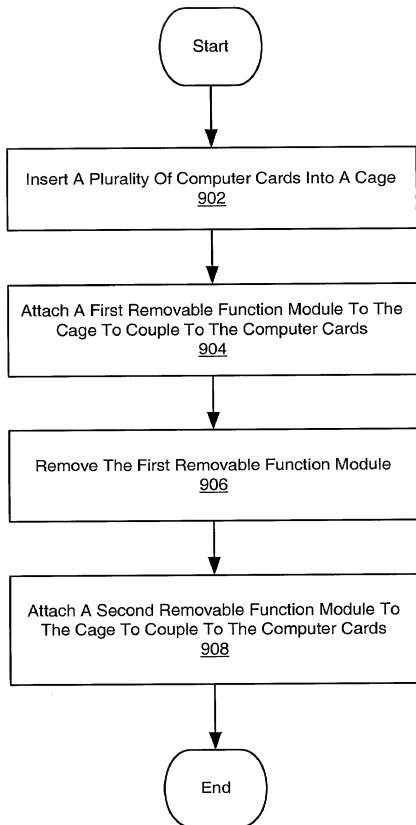 Start
Insert A Plurality Of Computer Cards Into A Cage
902
Attach A First Removable Function Module To The
Cage To Couple To The Computer Cards
904
Remove The First Removable Function Module
906
Attach A Second Removable Function Module To
The Cage To Couple To The Computer Cards
908
End